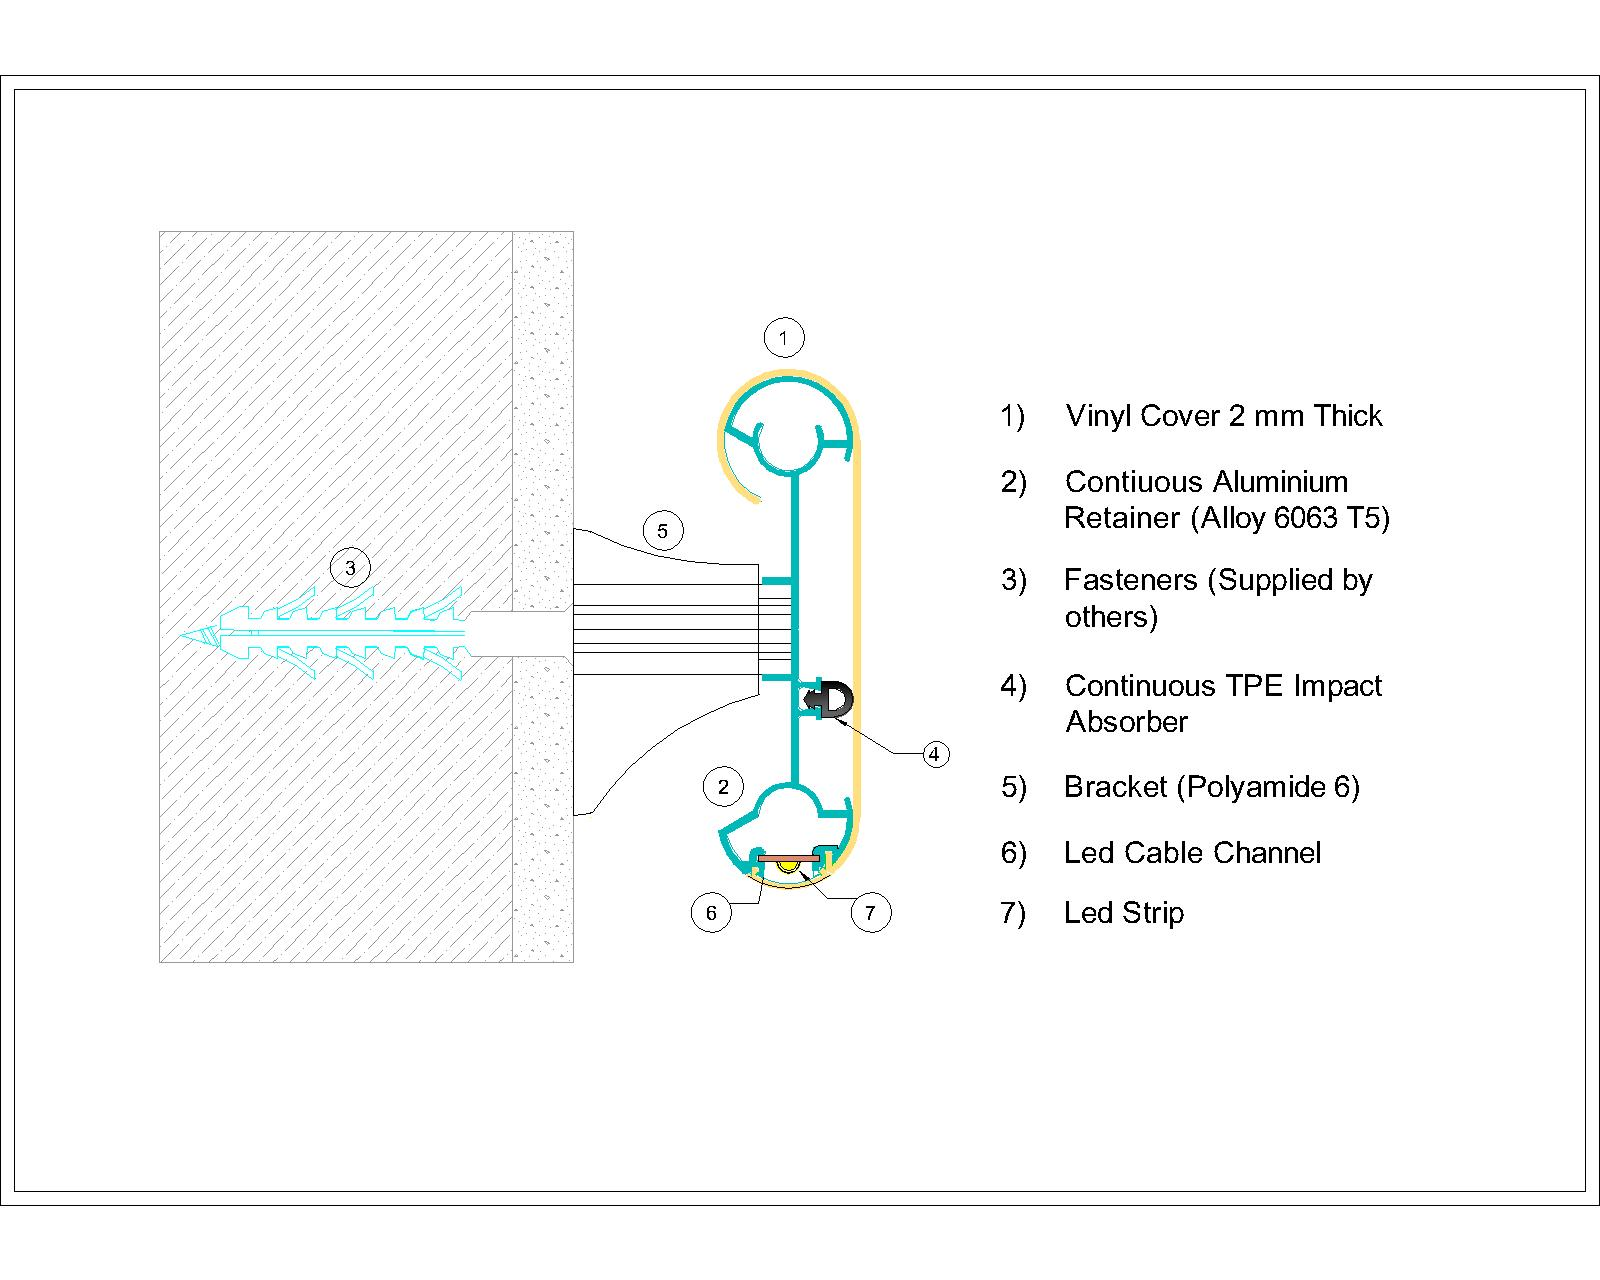 1
5
3
4
2
6
7
1) Vinyl Cover 2 mm Thick
2) Contiuous Aluminium
Retainer (Alloy 6063 T5)
3) Fasteners (Supplied by
others)
4) Continuous TPE Impact
Absorber
5) Bracket (Polyamide 6)
6) Led Cable Channel
7) Led Strip